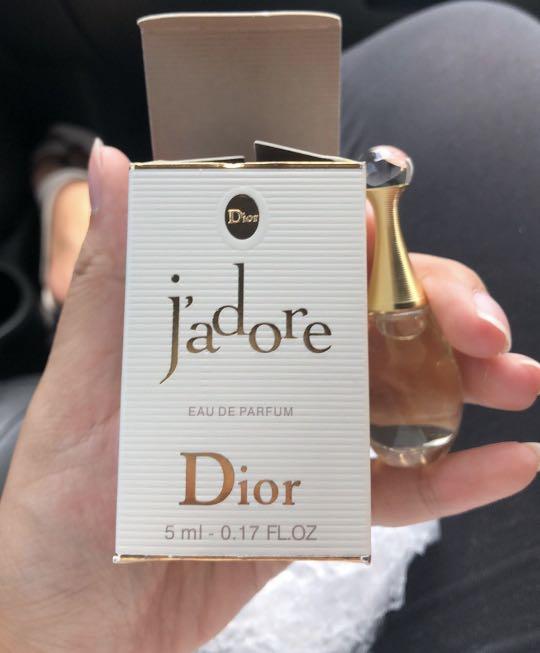 Dior
j'adore
EAU DE PARFUM
Dior
5 ml - 0.17 FL.OZ